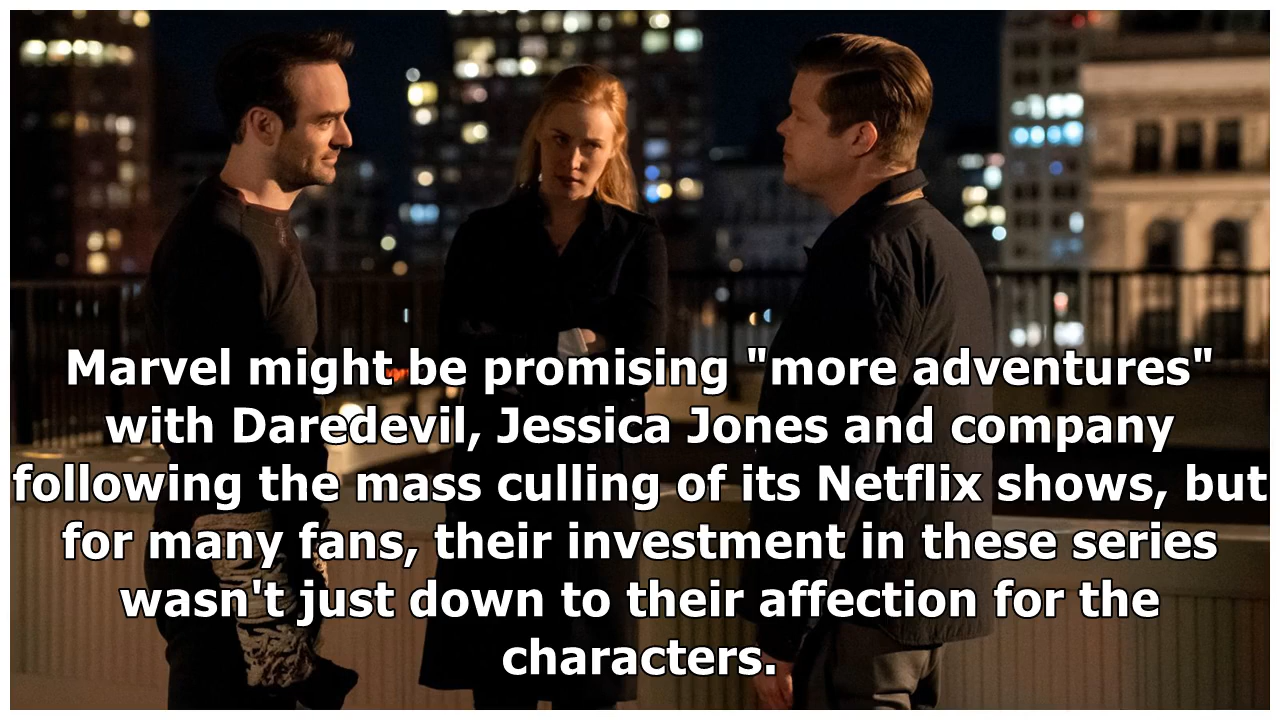 Marvel might be promising "more adventures"
with Daredevil, Jessica Jones and company
following the mass culling of its Netflix shows, but
for many fans, their investment in these series
wasn't just down to their affection for the
characters.